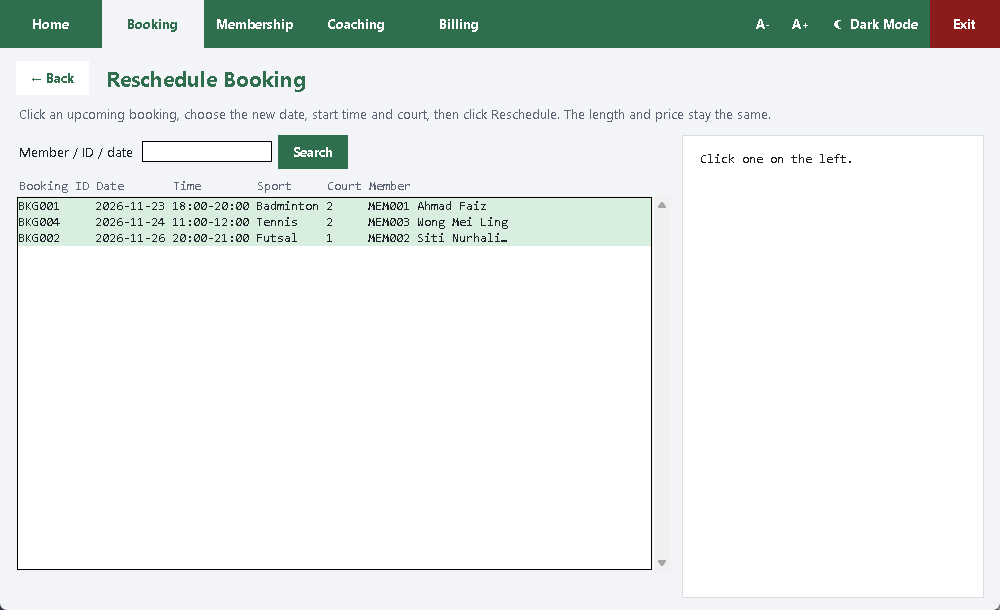 Home Booking Membership Coaching Billing A- A+ ☾ Dark Mode Exit
← Back Reschedule Booking
Click an upcoming booking, choose the new date, start time and court, then click Reschedule. The length and price stay the same.
Member / ID / date Search
Booking ID Date Time Sport Court Member
BKG001 2026-11-23 18:00-20:00 Badminton 2 MEM001 Ahmad Faiz
BKG004 2026-11-24 11:00-12:00 Tennis 2 MEM003 Wong Mei Ling
BKG002 2026-11-26 20:00-21:00 Futsal 1 MEM002 Siti Nurhali…
Click one on the left.